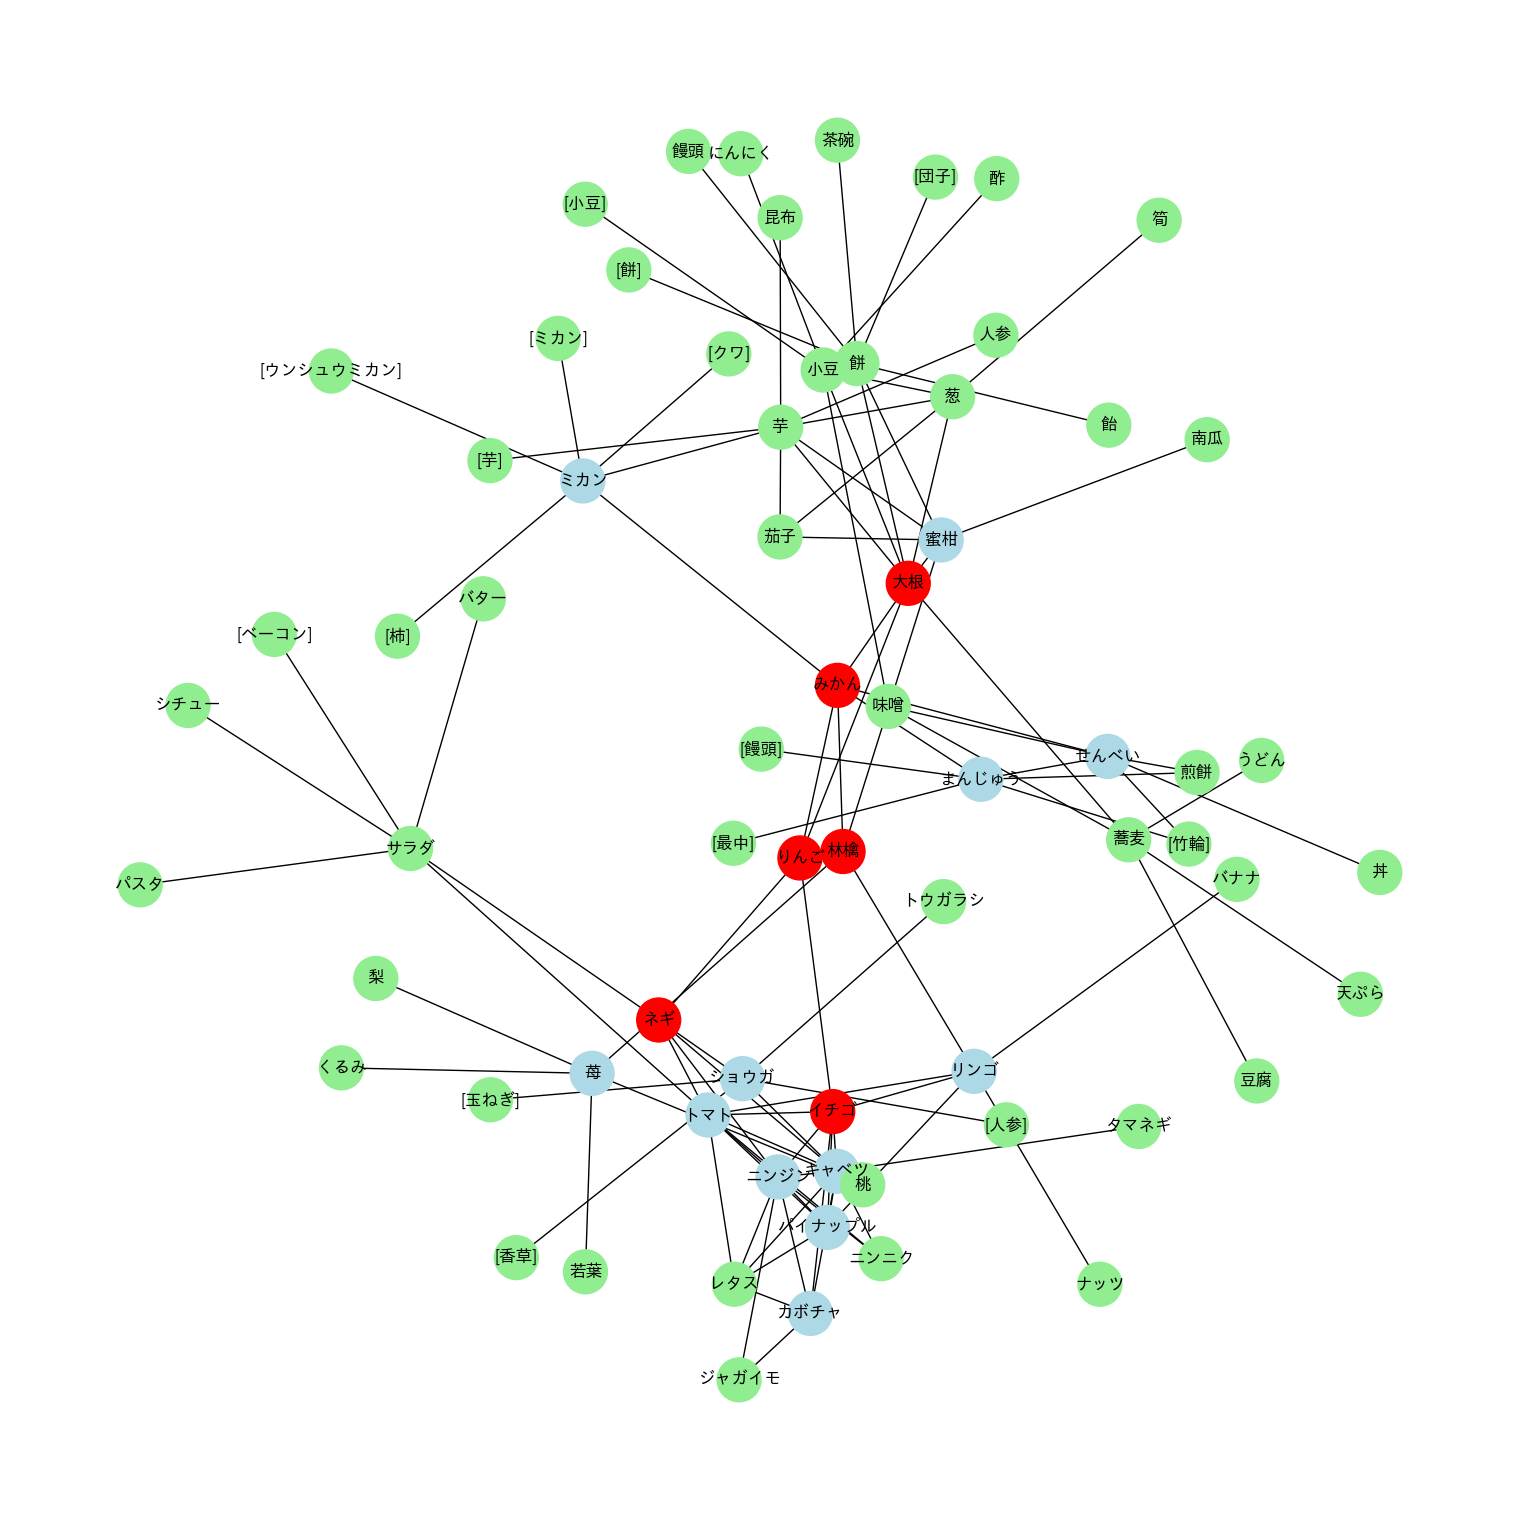 茶碗
饅頭
にんにく
[団子]
酢
[小豆]
昆布
筍
[餅]
人参
[ミカン]
[クワ]
餅
小豆
[ウンシュウミカン]
葱
飴
芋
南瓜
[芋]
ミカン
茄子
蜜柑
大根
バター
[ベーコン]
[柿]
みかん
シチュー
味噌
[饅頭]
せんべい
うどん
煎餅
まんじゅう
蕎麦
[最中]
[竹輪]
サラダ
林檎
りんご
丼
バナナ
パスタ
トウガラシ
梨
天ぷら
ネギ
くるみ
苺
リンゴ
ショウガ
豆腐
[玉ねぎ]
イチゴ
トマト
[人参]
タマネギ
キャベツ
ニンジン
桃
パイナップル
[香草]
ニンニク
若葉
レタス
ナッツ
カボチャ
ジャガイモ